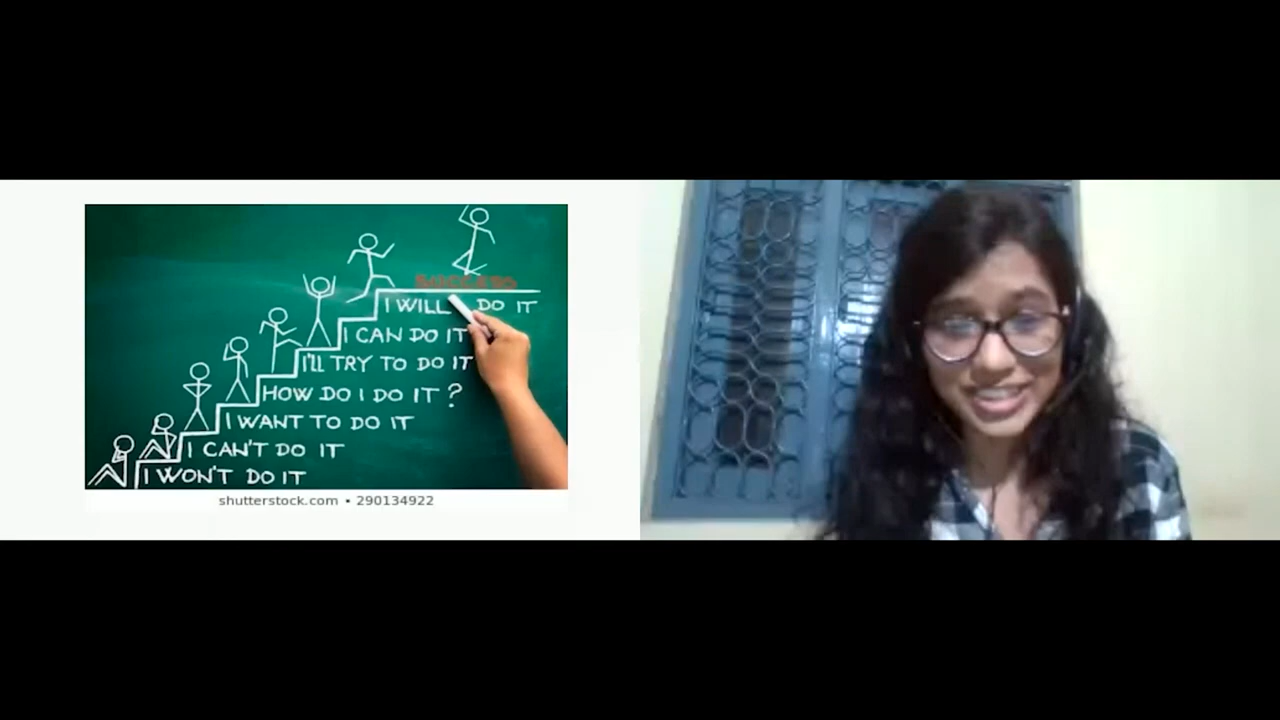 SUCCESS
I WILL DO IT
I CAN DO IT
I'LL TRY TO DO IT
HOW DO I DO IT ?
I WANT TO DO IT
I CAN'T DO IT
I WON'T DO IT
shutterstock.com • 290134922